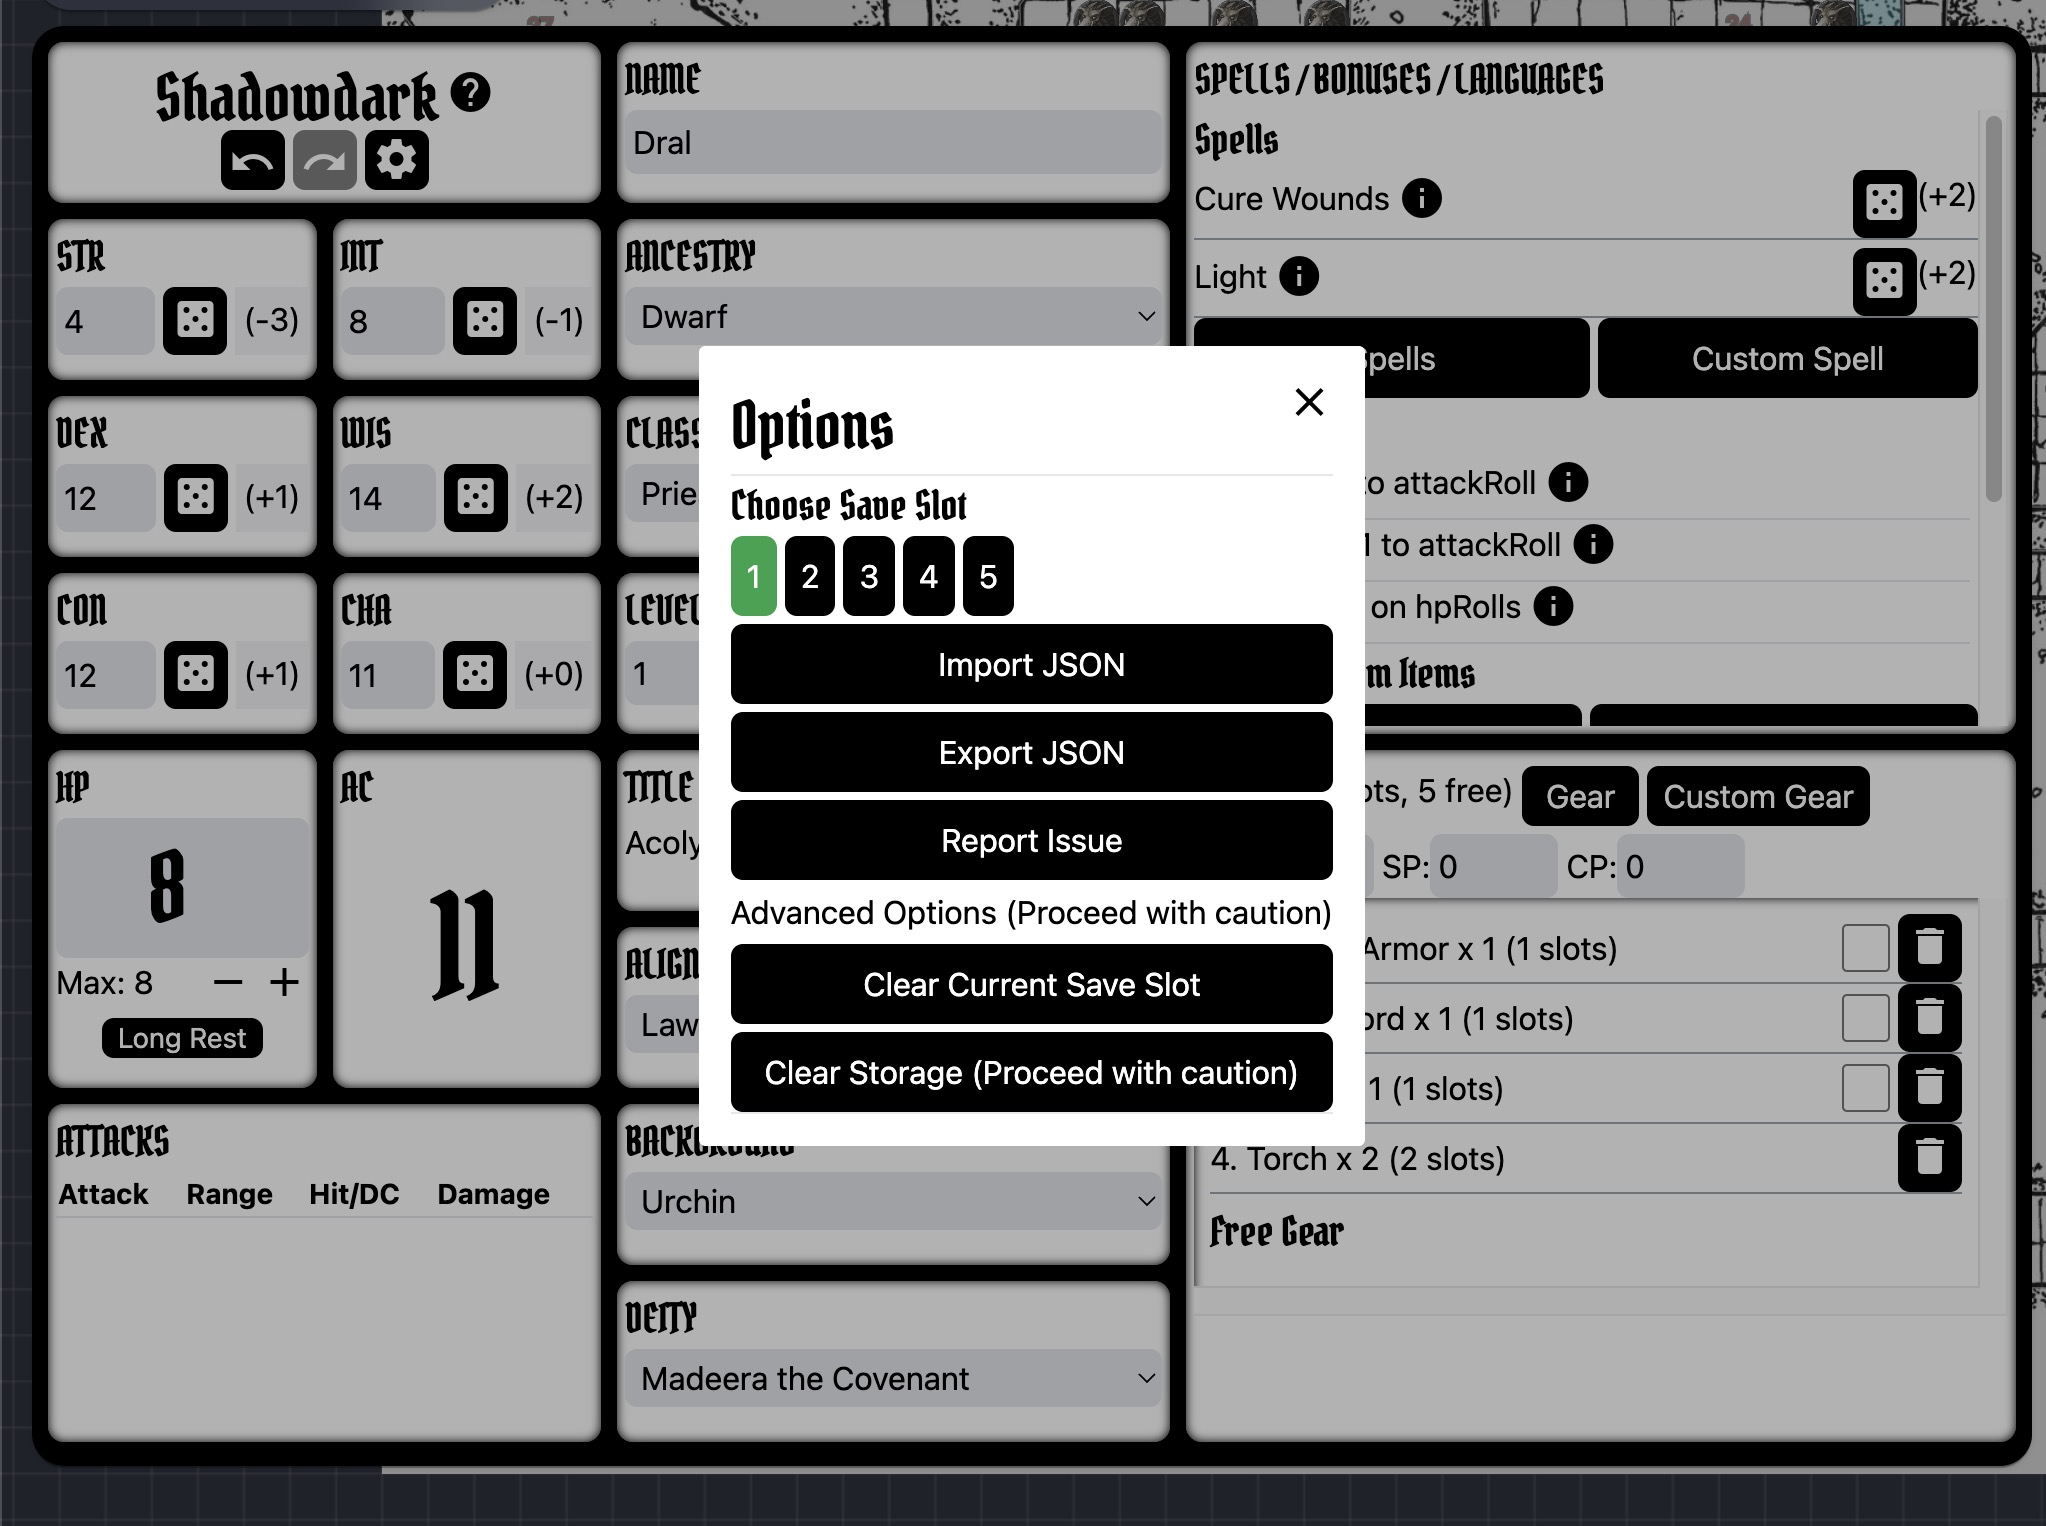 Shadowdark
NAME
Dral
STR
4
(-3)
INT
8
(-1)
ANCESTRY
Dwarf
DEX
12
(+1)
WIS
14
(+2)
CLASS
Prie
CON
12
(+1)
CHA
11
(+0)
LEVEL
1
HP
8
Max: 8
Long Rest
AC
11
TITLE
Acoly
ALIGN
Law
ATTACKS
Attack Range Hit/DC Damage
BACKGROUND
Urchin
DEITY
Madeera the Covenant
SPELLS/BONUSES/LANGUAGES
Spells
Cure Wounds
(+2)
Light
(+2)
Spells
Custom Spell
to attackRoll
1 to attackRoll
on hpRolls
m Items
ots, 5 free)
Gear
Custom Gear
SP: 0
CP: 0
Armor x 1 (1 slots)
ord x 1 (1 slots)
1 (1 slots)
4. Torch x 2 (2 slots)
Free Gear
Options
Choose Save Slot
1 2 3 4 5
Import JSON
Export JSON
Report Issue
Advanced Options (Proceed with caution)
Clear Current Save Slot
Clear Storage (Proceed with caution)